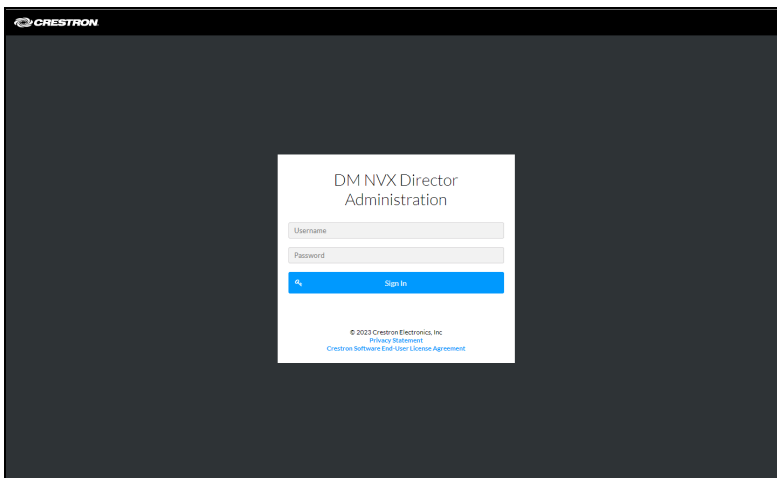 CRESTRON
DM NVX Director
Administration
Username
Password
Sign In
© 2023 Crestron Electronics, Inc
Privacy Statement
Crestron Software End-User License Agreement